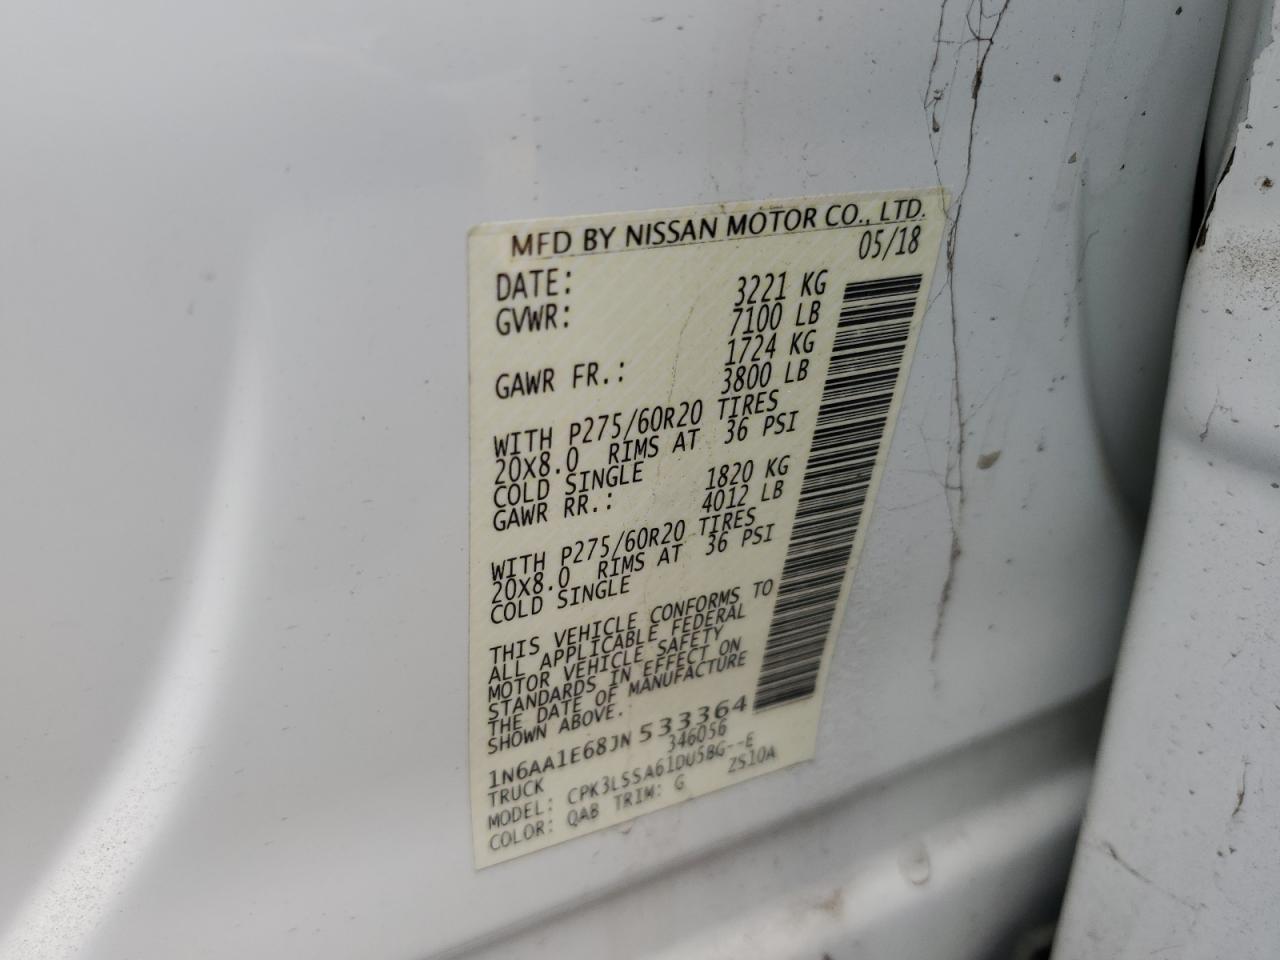 MFD BY NISSAN MOTOR CO., LTD.
DATE: 05/18
GVWR: 3221 KG
7100 LB
GAWR FR.: 1724 KG
3800 LB
WITH P275/60R20 TIRES
20X8.0 RIMS AT 36 PSI
COLD SINGLE
GAWR RR.: 1820 KG
4012 LB
WITH P275/60R20 TIRES
20X8.0 RIMS AT 36 PSI
COLD SINGLE
THIS VEHICLE CONFORMS TO
ALL APPLICABLE FEDERAL
MOTOR VEHICLE SAFETY
STANDARDS IN EFFECT ON
THE DATE OF MANUFACTURE
SHOWN ABOVE.
1N6AA1E68JN533364
TRUCK 346056
MODEL: CPK3LSSA61DU5BG--E
COLOR: QAB TRIM: G ZS10A